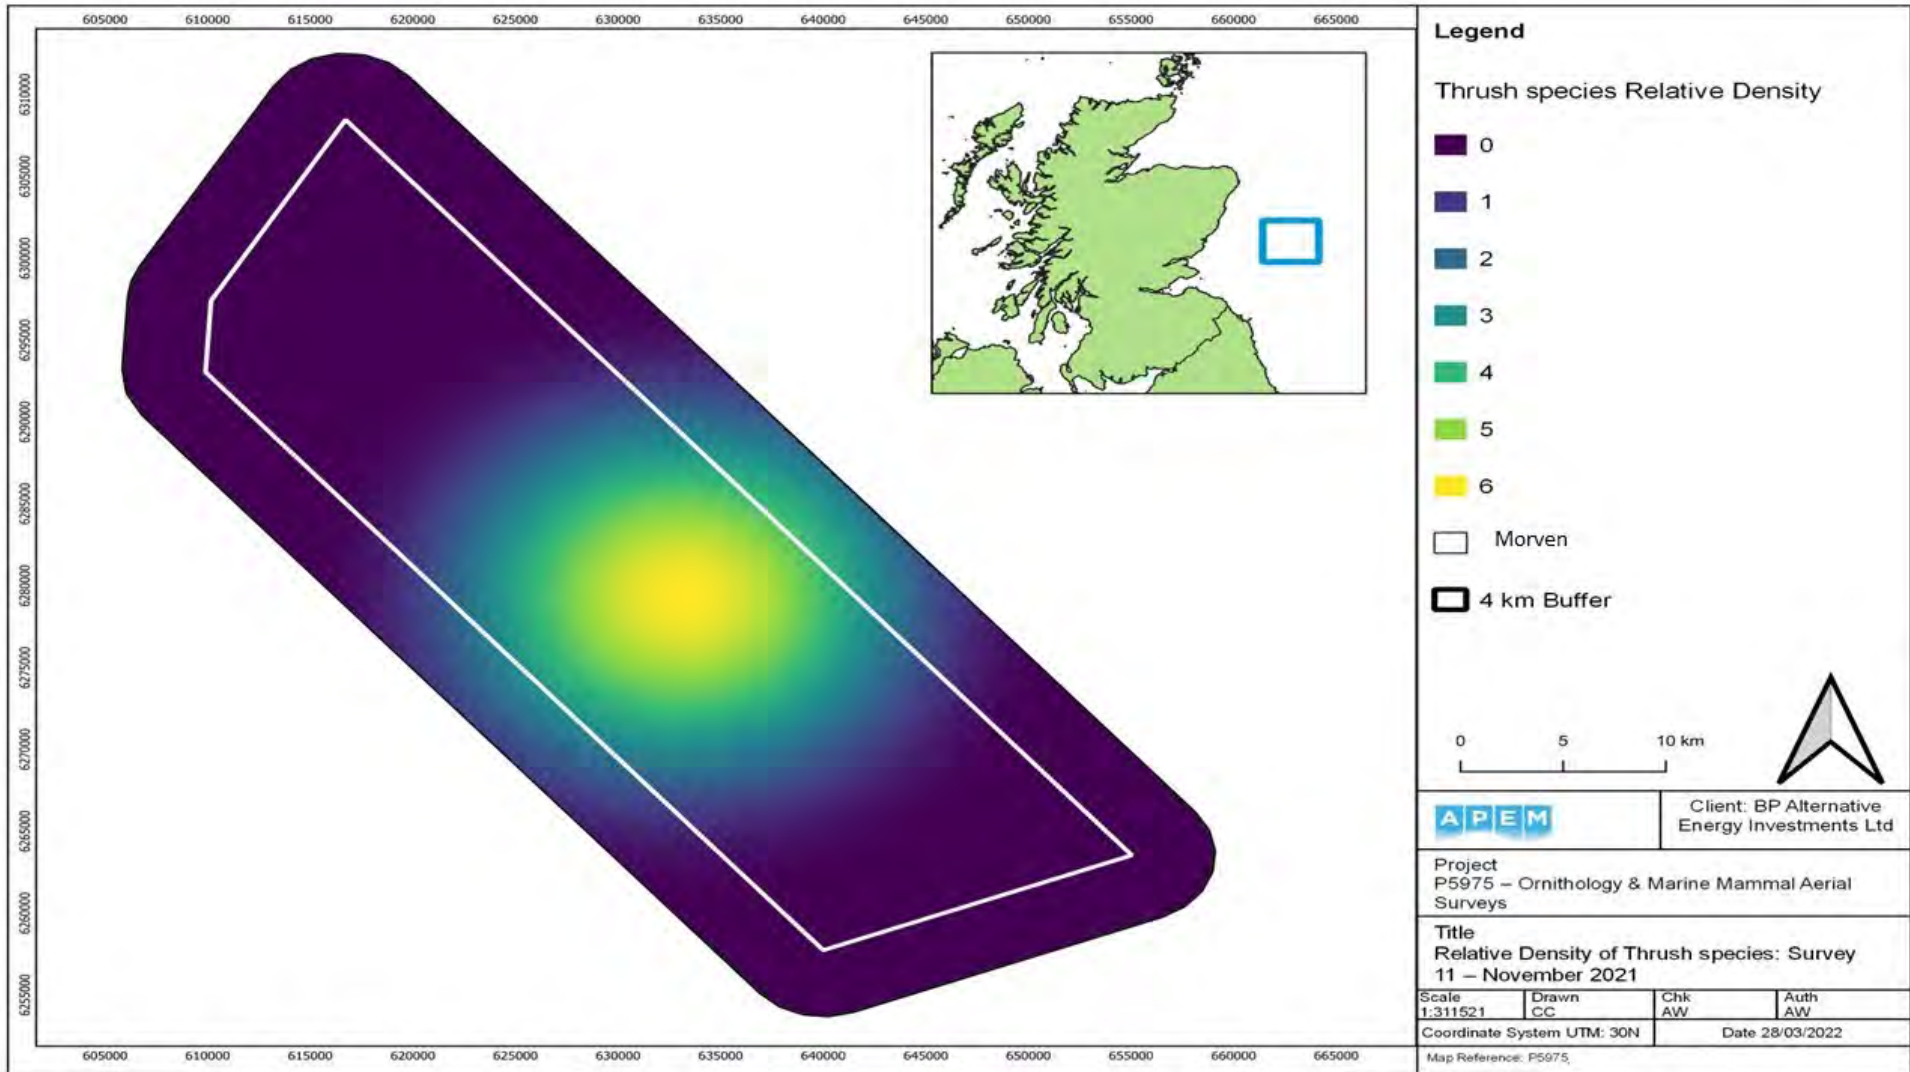 605000 610000 615000 620000 625000 630000 635000 640000 645000 650000 655000 660000 665000
6310000
6305000
6300000
6295000
6290000
6285000
6280000
6275000
6270000
6265000
6260000
6255000
605000 610000 615000 620000 625000 630000 635000 640000 645000 650000 655000 660000 665000
Legend
Thrush species Relative Density
0
1
2
3
4
5
6
Morven
4 km Buffer
0 5 10 km
APEM
Client: BP Alternative
Energy Investments Ltd
Project
P5975 – Ornithology & Marine Mammal Aerial
Surveys
Title
Relative Density of Thrush species: Survey
11 – November 2021
Scale Drawn Chk Auth
1:311521 CC AW AW
Coordinate System UTM: 30N Date 28/03/2022
Map Reference: P5975